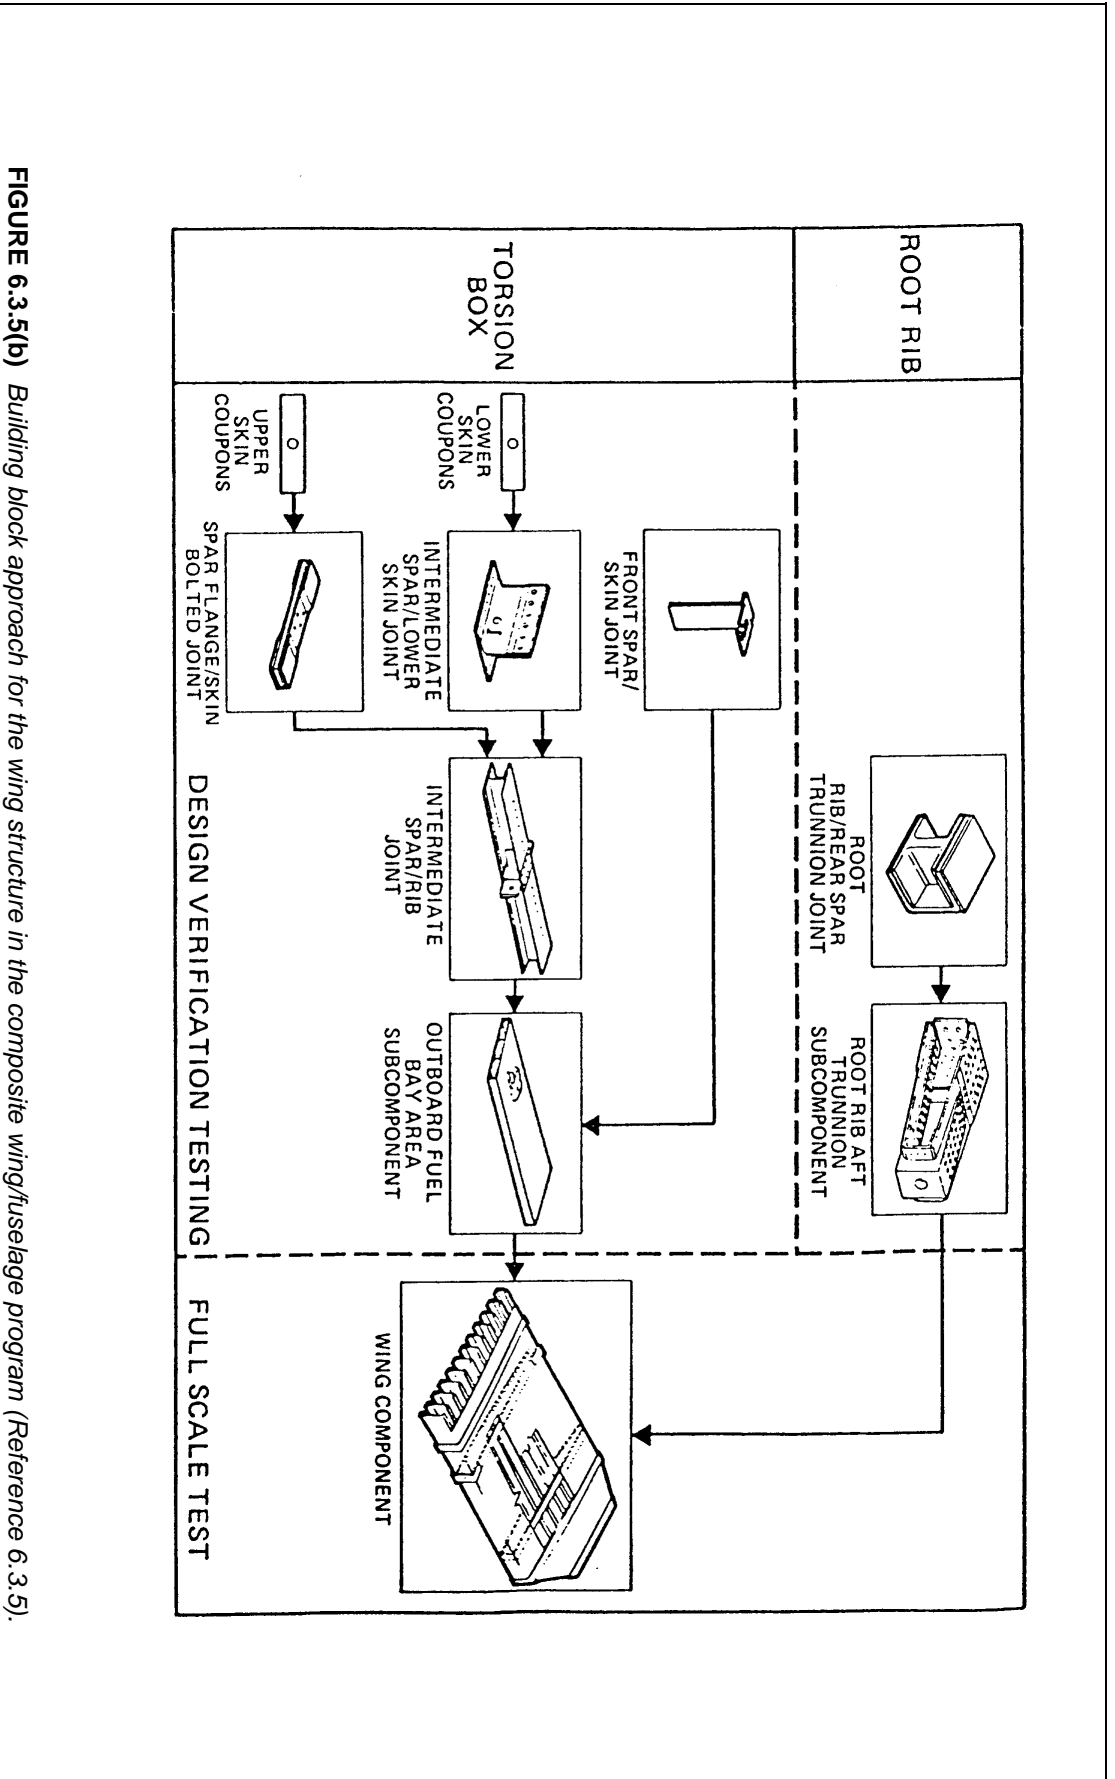 ROOT RIB
ROOT
RIB/REAR SPAR
TRUNNION JOINT
ROOT RIB AFT
TRUNNION
SUBCOMPONENT
TORSION
BOX
FRONT SPAR/
SKIN JOINT
LOWER
SKIN
COUPONS
INTERMEDIATE
SPAR/LOWER
SKIN JOINT
INTERMEDIATE
SPAR/RIB
JOINT
OUTBOARD FUEL
BAY AREA
SUBCOMPONENT
WING COMPONENT
UPPER
SKIN
COUPONS
SPAR FLANGE/SKIN
BOLTED JOINT
DESIGN VERIFICATION TESTING
FULL SCALE TEST
FIGURE 6.3.5(b) Building block approach for the wing structure in the composite wing/fuselage program (Reference 6.3.5).